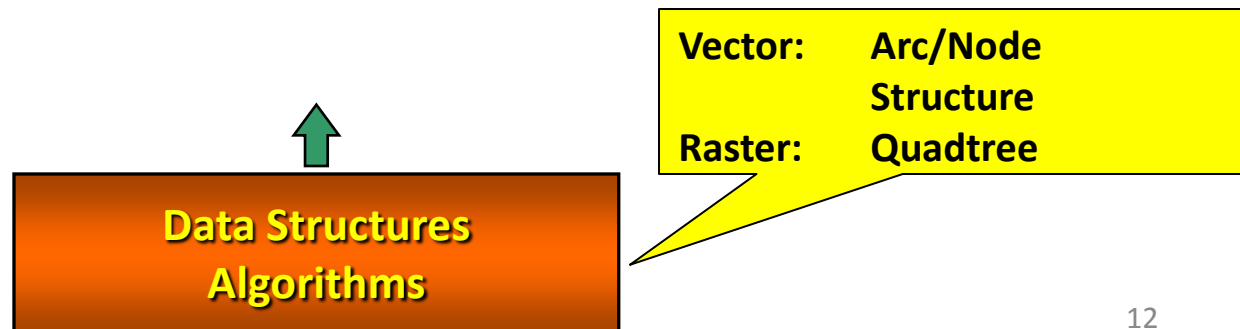 Vector: Arc/Node
Structure
Raster: Quadtree
Data Structures
Algorithms
12